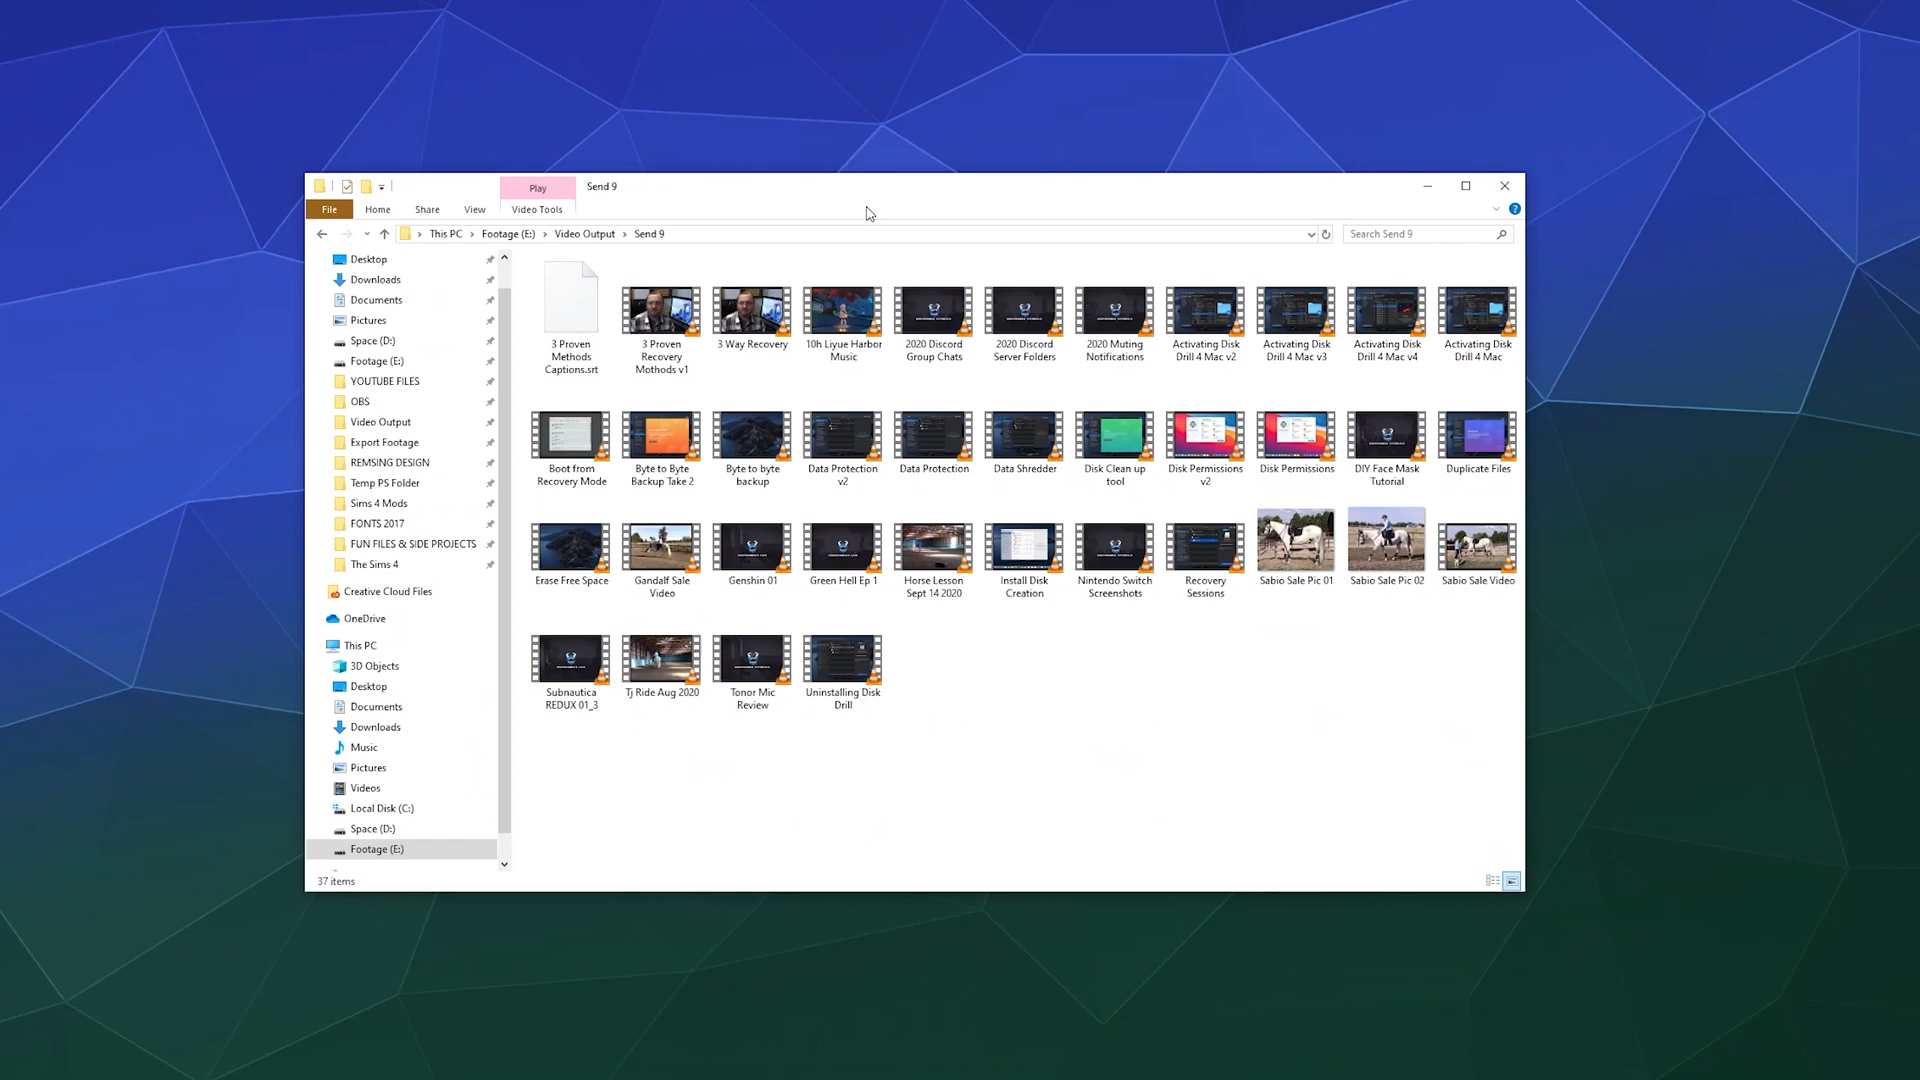 Play
Send 9
File
Home
Share
View
Video Tools
This PC
Footage (E:)
Video Output
Send 9
Search Send 9
Desktop
Downloads
Documents
Pictures
Space (D:)
Footage (E:)
YOUTUBE FILES
OBS
Video Output
Export Footage
REMSING DESIGN
Temp PS Folder
Sims 4 Mods
FONTS 2017
FUN FILES & SIDE PROJECTS
The Sims 4
Creative Cloud Files
OneDrive
This PC
3D Objects
Desktop
Documents
Downloads
Music
Pictures
Videos
Local Disk (C:)
Space (D:)
Footage (E:)
3 Proven
Methods
Captions.srt
3 Proven
Recovery
Mothods v1
3 Way Recovery
10h Liyue Harbor
Music
2020 Discord
Group Chats
2020 Discord
Server Folders
2020 Muting
Notifications
Activating Disk
Drill 4 Mac v2
Activating Disk
Drill 4 Mac v3
Activating Disk
Drill 4 Mac v4
Activating Disk
Drill 4 Mac
Boot from
Recovery Mode
Byte to Byte
Backup Take 2
Byte to byte
backup
Data Protection
v2
Data Protection
Data Shredder
Disk Clean up
tool
Disk Permissions
v2
Disk Permissions
DIY Face Mask
Tutorial
Duplicate Files
Erase Free Space
Gandalf Sale
Video
Genshin 01
Green Hell Ep 1
Horse Lesson
Sept 14 2020
Install Disk
Creation
Nintendo Switch
Screenshots
Recovery
Sessions
Sabio Sale Pic 01
Sabio Sale Pic 02
Sabio Sale Video
Subnautica
REDUX 01_3
Tj Ride Aug 2020
Tonor Mic
Review
Uninstalling Disk
Drill
37 items